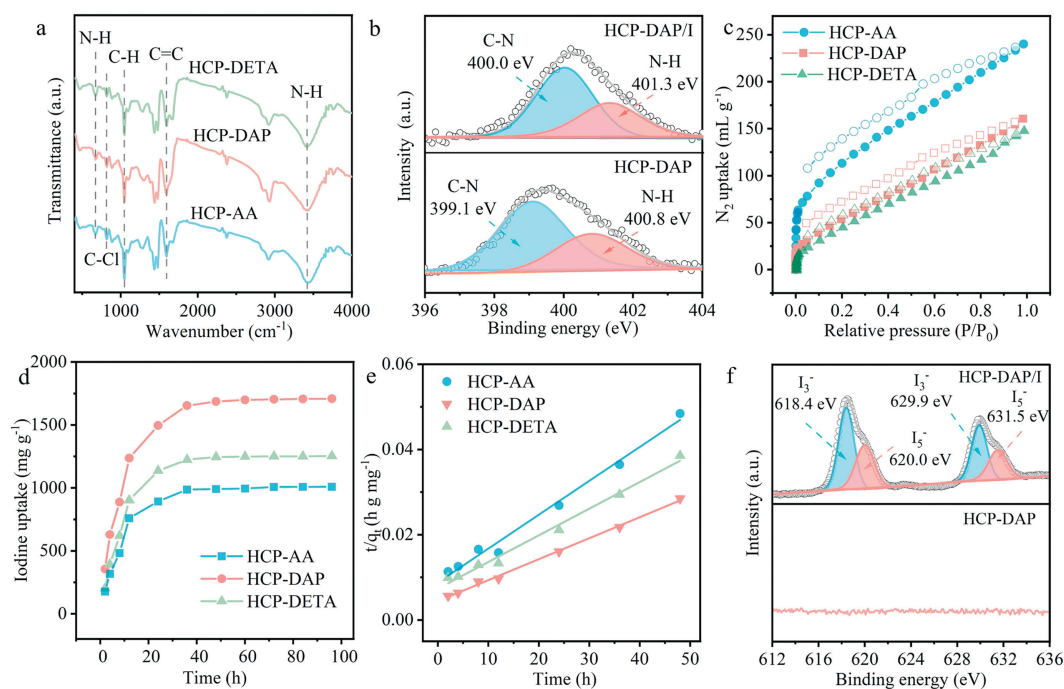 a
N-H
C-H
C=C
HCP-DETA
N-H
HCP-DAP
HCP-AA
C-Cl
Transmittance (a.u.)
1000
2000
3000
4000
Wavenumber (cm⁻¹)
b
HCP-DAP/I
C-N
400.0 eV
N-H
401.3 eV
HCP-DAP
C-N
399.1 eV
N-H
400.8 eV
Intensity (a.u.)
396
398
400
402
404
Binding energy (eV)
c
HCP-AA
HCP-DAP
HCP-DETA
N₂ uptake (mL g⁻¹)
250
200
150
100
50
0
0.0
0.2
0.4
0.6
0.8
1.0
Relative pressure (P/P₀)
d
Iodine uptake (mg g⁻¹)
2000
1500
1000
500
0
HCP-AA
HCP-DAP
HCP-DETA
0
20
40
60
80
100
Time (h)
e
HCP-AA
HCP-DAP
HCP-DETA
t/qₜ (h g mg⁻¹)
0.06
0.04
0.02
0.00
0
10
20
30
40
50
Time (h)
f
HCP-DAP/I
I₃⁻
618.4 eV
I₃⁻
629.9 eV
I₅⁻
631.5 eV
I₅⁻
620.0 eV
HCP-DAP
Intensity (a.u.)
612
616
620
624
628
632
636
Binding energy (eV)